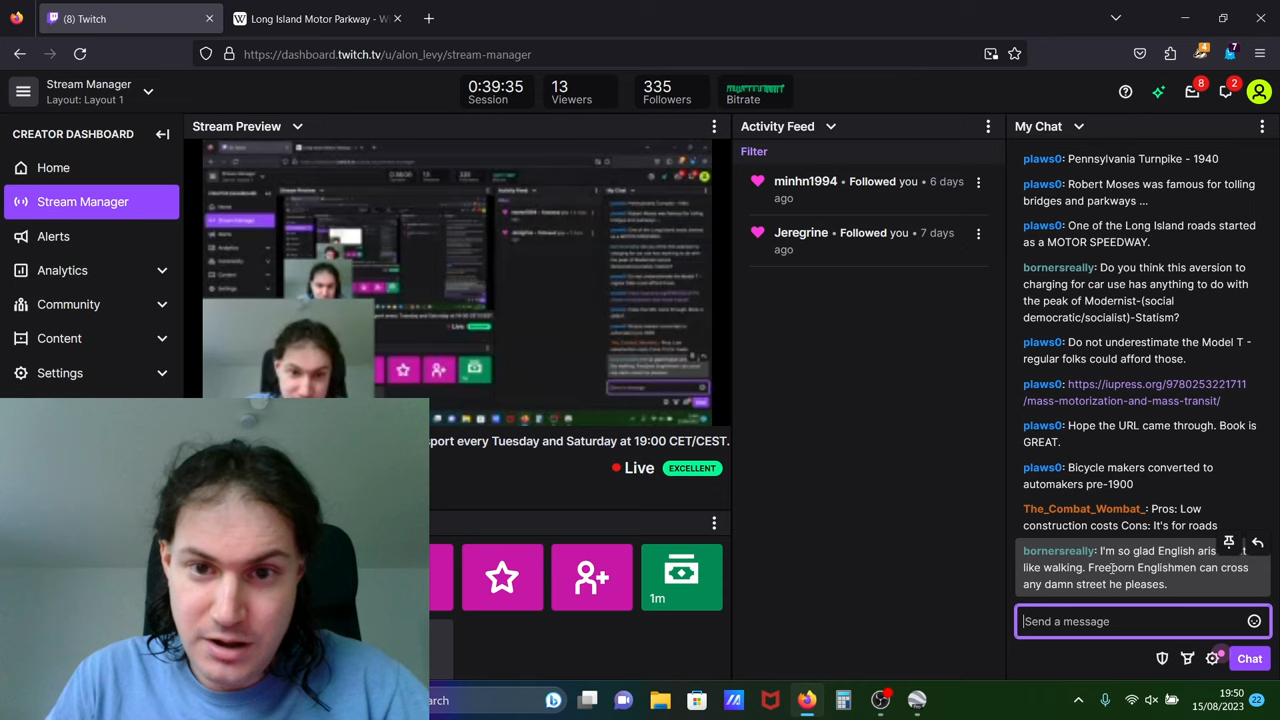 (8) Twitch
Long Island Motor Parkway - W
https://dashboard.twitch.tv/u/alon_levy/stream-manager
4
7
Stream Manager
Layout: Layout 1
0:39:35
Session
13
Viewers
335
Followers
Bitrate
8
2
CREATOR DASHBOARD
Home
Stream Manager
Alerts
Analytics
Community
Content
Settings
Stream Preview
sport every Tuesday and Saturday at 19:00 CET/CEST.
Live
EXCELLENT
1m
Activity Feed
Filter
minhn1994 • Followed you • 7 days
ago
Jeregrine • Followed you • 7 days
ago
My Chat
plaws0: Pennsylvania Turnpike - 1940
plaws0: Robert Moses was famous for tolling
bridges and parkways ...
plaws0: One of the Long Island roads started
MOTOR SPEEDWAY.
bornersreally: Do you think this aversion to
charging for car use has anything to do with
the peak of Modernist-(social
democratic/socialist)-Statism?
plaws0: Do not underestimate the Model T -
regular folks could afford those.
plaws0: https://iupress.org/9780253221711
/mass-motorization-and-mass-transit/
plaws0: Hope the URL came through. Book is
GREAT.
plaws0: Bicycle makers converted to
automakers pre-1900
The_Combat_Wombat_: Pros: Low
construction costs Cons: It's for roads
bornersreally: I'm so glad English
like walking. Freeborn Englishmen can cross
any damn street he pleases.
Send a message
Chat
earch
19:50
15/08/2023
22